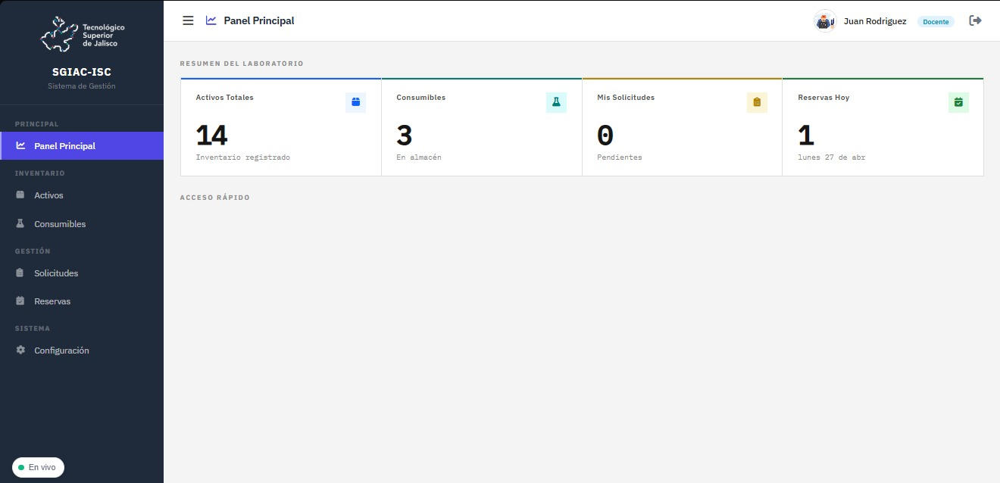 Tecnológico
Superior
de Jalisco
SGIAC-ISC
Sistema de Gestión
PRINCIPAL
Panel Principal
INVENTARIO
Activos
Consumibles
GESTIÓN
Solicitudes
Reservas
SISTEMA
Configuración
En vivo
Panel Principal
Juan Rodriguez
Docente
RESUMEN DEL LABORATORIO
Activos Totales
14
Inventario registrado
Consumibles
3
En almacén
Mis Solicitudes
0
Pendientes
Reservas Hoy
1
lunes 27 de abr
ACCESO RÁPIDO